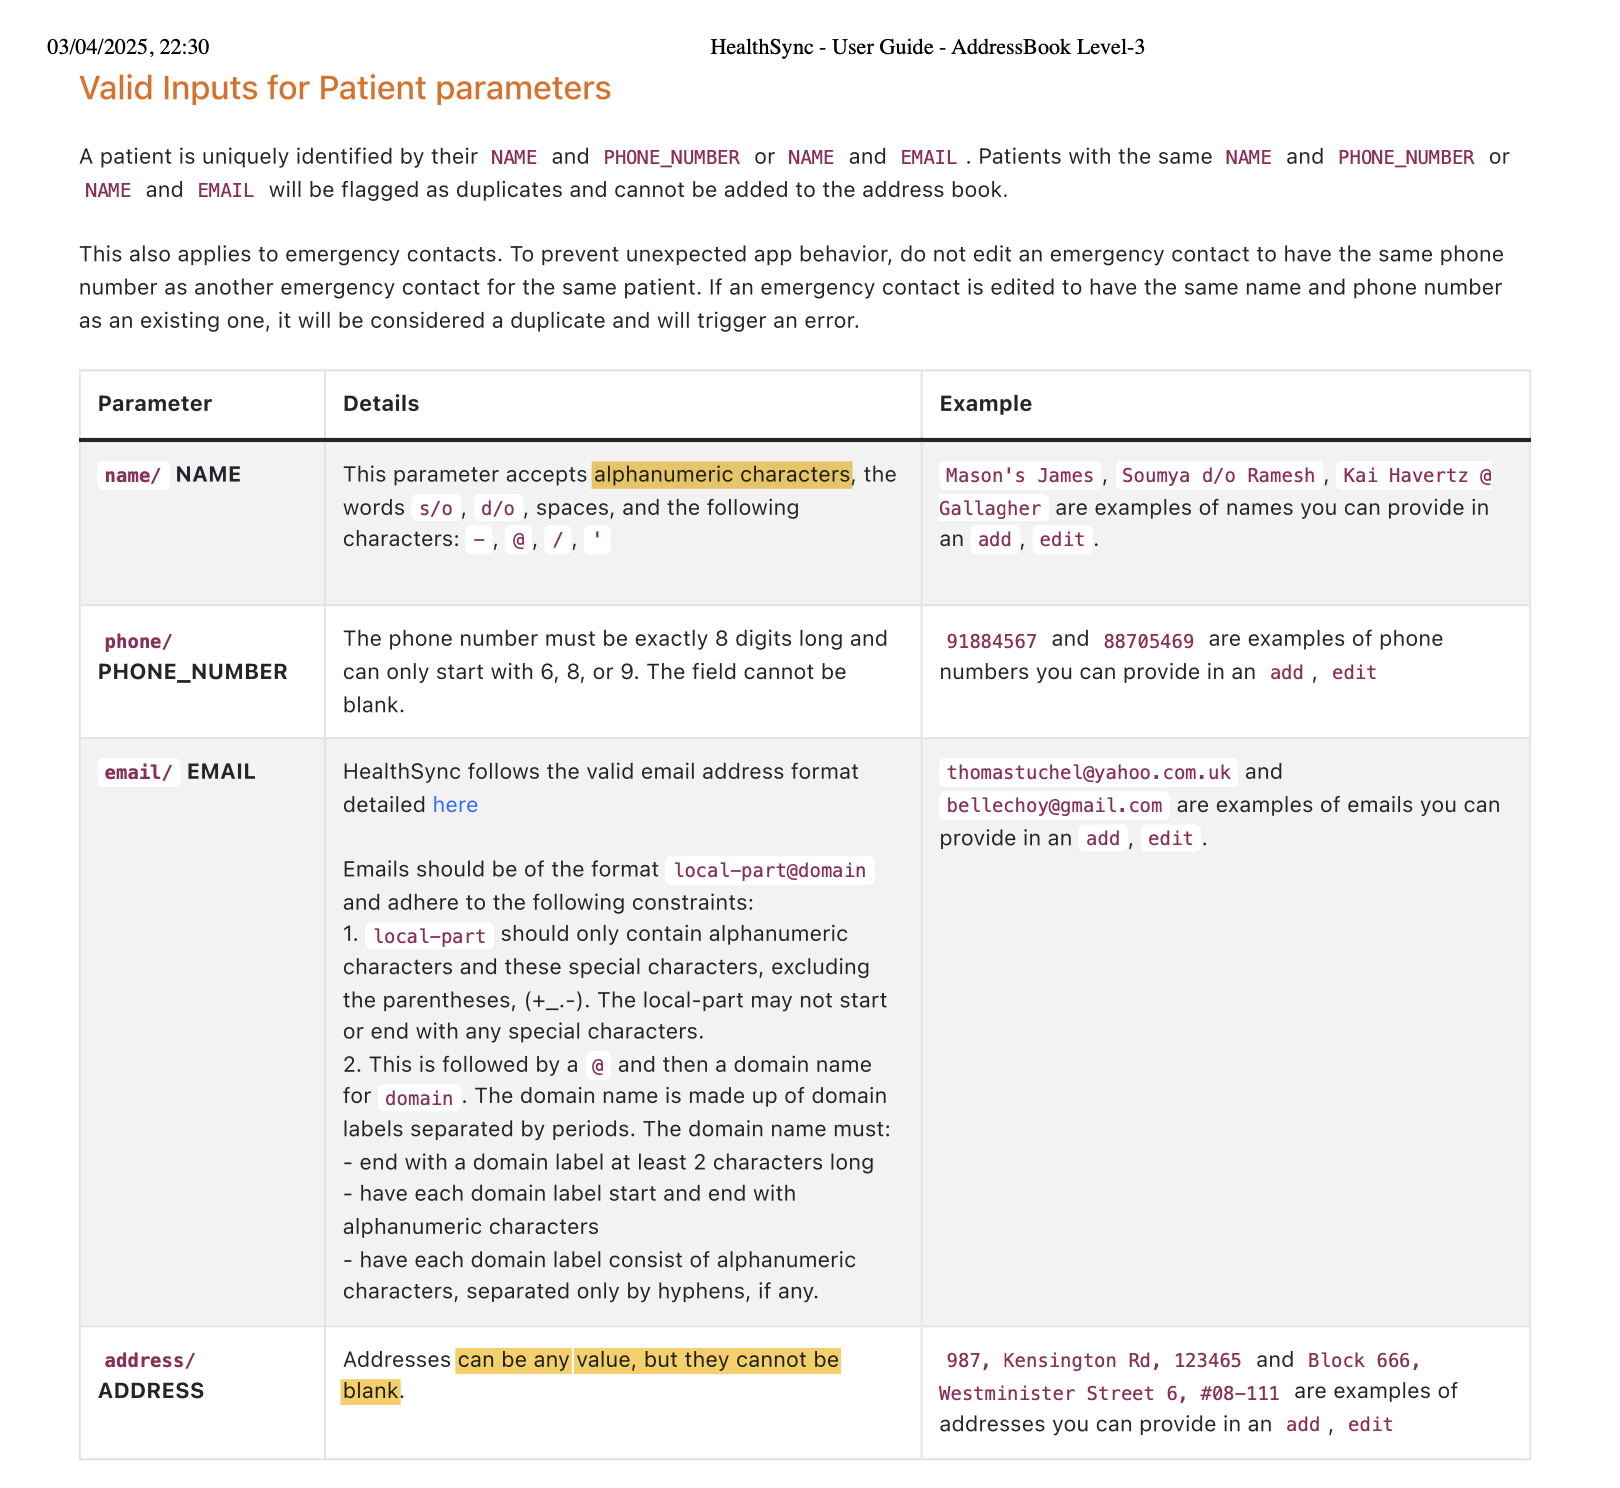 03/04/2025, 22:30 HealthSync - User Guide - AddressBook Level-3
Valid Inputs for Patient parameters
A patient is uniquely identified by their NAME and PHONE_NUMBER or NAME and EMAIL . Patients with the same NAME and PHONE_NUMBER or
NAME and EMAIL will be flagged as duplicates and cannot be added to the address book.
This also applies to emergency contacts. To prevent unexpected app behavior, do not edit an emergency contact to have the same phone
number as another emergency contact for the same patient. If an emergency contact is edited to have the same name and phone number
as an existing one, it will be considered a duplicate and will trigger an error.
Parameter Details Example
name/ NAME
This parameter accepts alphanumeric characters, the
words s/o , d/o , spaces, and the following
characters: - , @ , / , '
Mason's James , Soumya d/o Ramesh , Kai Havertz @
Gallagher are examples of names you can provide in
an add , edit .
phone/
PHONE_NUMBER
The phone number must be exactly 8 digits long and
can only start with 6, 8, or 9. The field cannot be
blank.
91884567 and 88705469 are examples of phone
numbers you can provide in an add , edit
email/ EMAIL
HealthSync follows the valid email address format
detailed here
Emails should be of the format local-part@domain
and adhere to the following constraints:
1. local-part should only contain alphanumeric
characters and these special characters, excluding
the parentheses, (+_.-). The local-part may not start
or end with any special characters.
2. This is followed by a @ and then a domain name
for domain . The domain name is made up of domain
labels separated by periods. The domain name must:
- end with a domain label at least 2 characters long
- have each domain label start and end with
alphanumeric characters
- have each domain label consist of alphanumeric
characters, separated only by hyphens, if any.
thomastuchel@yahoo.com.uk and
bellechoy@gmail.com are examples of emails you can
provide in an add , edit .
address/
ADDRESS
Addresses can be any value, but they cannot be
blank.
987, Kensington Rd, 123465 and Block 666,
Westminister Street 6, #08-111 are examples of
addresses you can provide in an add , edit